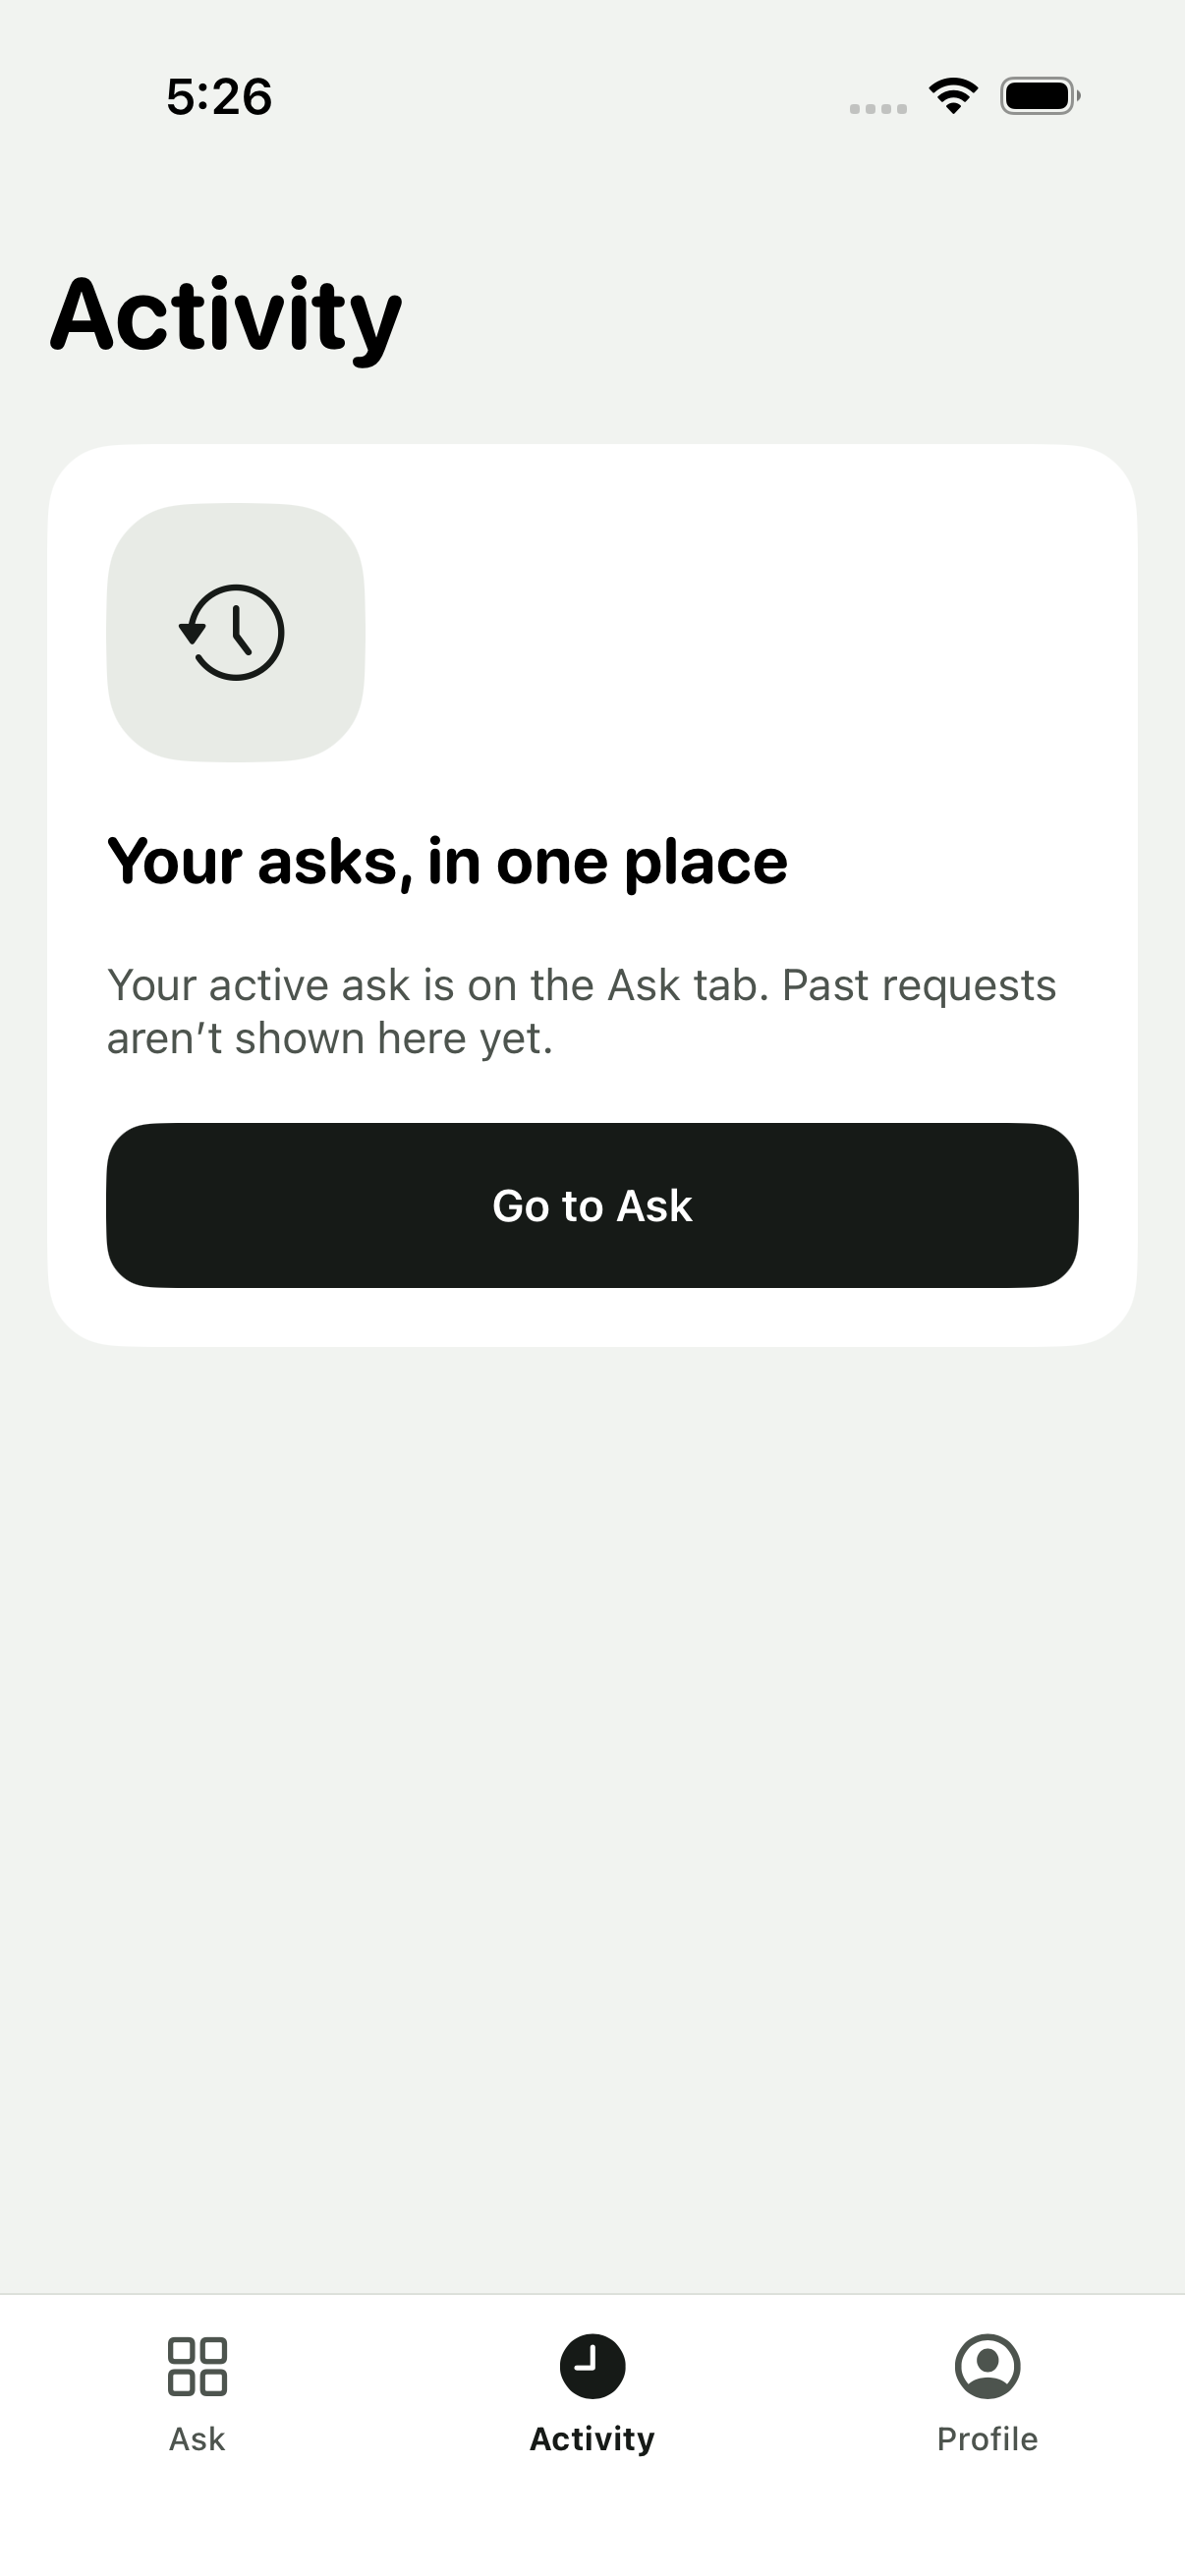 5:26
Activity
Your asks, in one place
Your active ask is on the Ask tab. Past requests
aren’t shown here yet.
Go to Ask
Ask
Activity
Profile